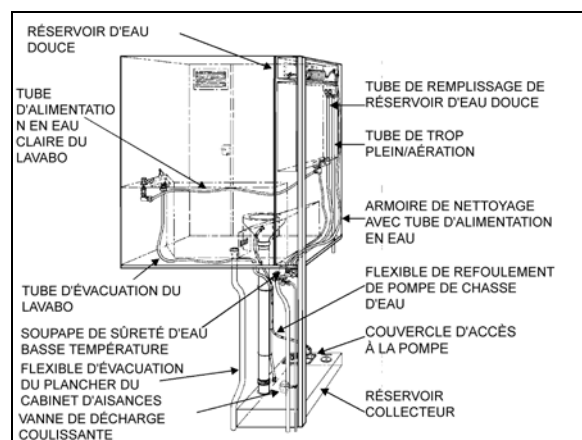 RÉSERVOIR D'EAU
DOUCE
TUBE
D'ALIMENTATIO
N EN EAU
CLAIRE DU
LAVABO
TUBE D'ÉVACUATION DU
LAVABO
SOUPAPE DE SÛRETÉ D'EAU
BASSE TEMPÉRATURE
FLEXIBLE D'ÉVACUATION
DU PLANCHER DU
CABINET D'AISANCES
VANNE DE DÉCHARGE
COULISSANTE
TUBE DE REMPLISSAGE DE
RÉSERVOIR D'EAU DOUCE
TUBE DE TROP
PLEIN/AÉRATION
ARMOIRE DE NETTOYAGE
AVEC TUBE D'ALIMENTATION
EN EAU
FLEXIBLE DE REFOULEMENT
DE POMPE DE CHASSE
D'EAU
COUVERCLE D'ACCÈS
À LA POMPE
RÉSERVOIR
COLLECTEUR